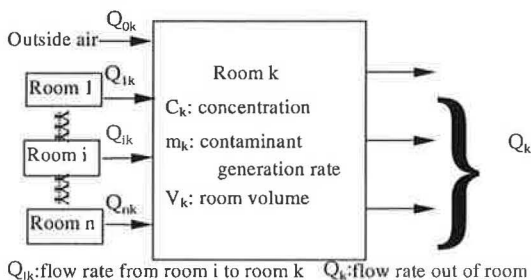 Q0k
Outside air
Q1k
Room 1
Qik
Room i
Qnk
Room n
Room k
Ck: concentration
mk: contaminant
generation rate
Vk: room volume
Qk
Qik:flow rate from room i to room k Qk:flow rate out of room